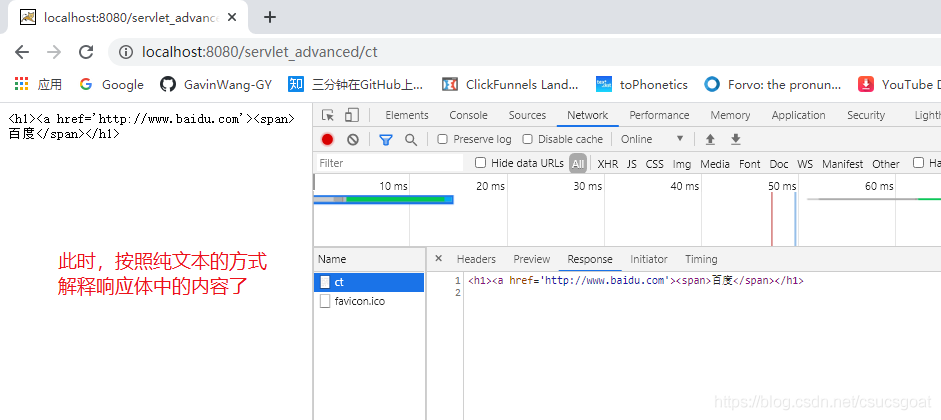 localhost:8080/servlet_advance
localhost:8080/servlet_advanced/ct
应用 Google GavinWang-GY 知 三分钟在GitHub上... ClickFunnels Land... toPhonetics Forvo: the pronun... YouTube D
<h1><a href='http://www.baidu.com'><span>
百度</span></h1>
此时，按照纯文本的方式
解释响应体中的内容了
Elements Console Sources Network Performance Memory Application Security Lighth
Preserve log Disable cache Online
Filter Hide data URLs All XHR JS CSS Img Media Font Doc WS Manifest Other Ha
10 ms 20 ms 30 ms 40 ms 50 ms 60 ms
Name Headers Preview Response Initiator Timing
ct
favicon.ico
1 <h1><a href='http://www.baidu.com'><span>百度</span></h1>
2
https://blog.csdn.net/csucsgoat